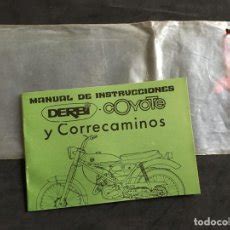 MANUAL DE INSTRUCCIONES
DERBI - COYOTE
y Correcaminos
todocoleccion